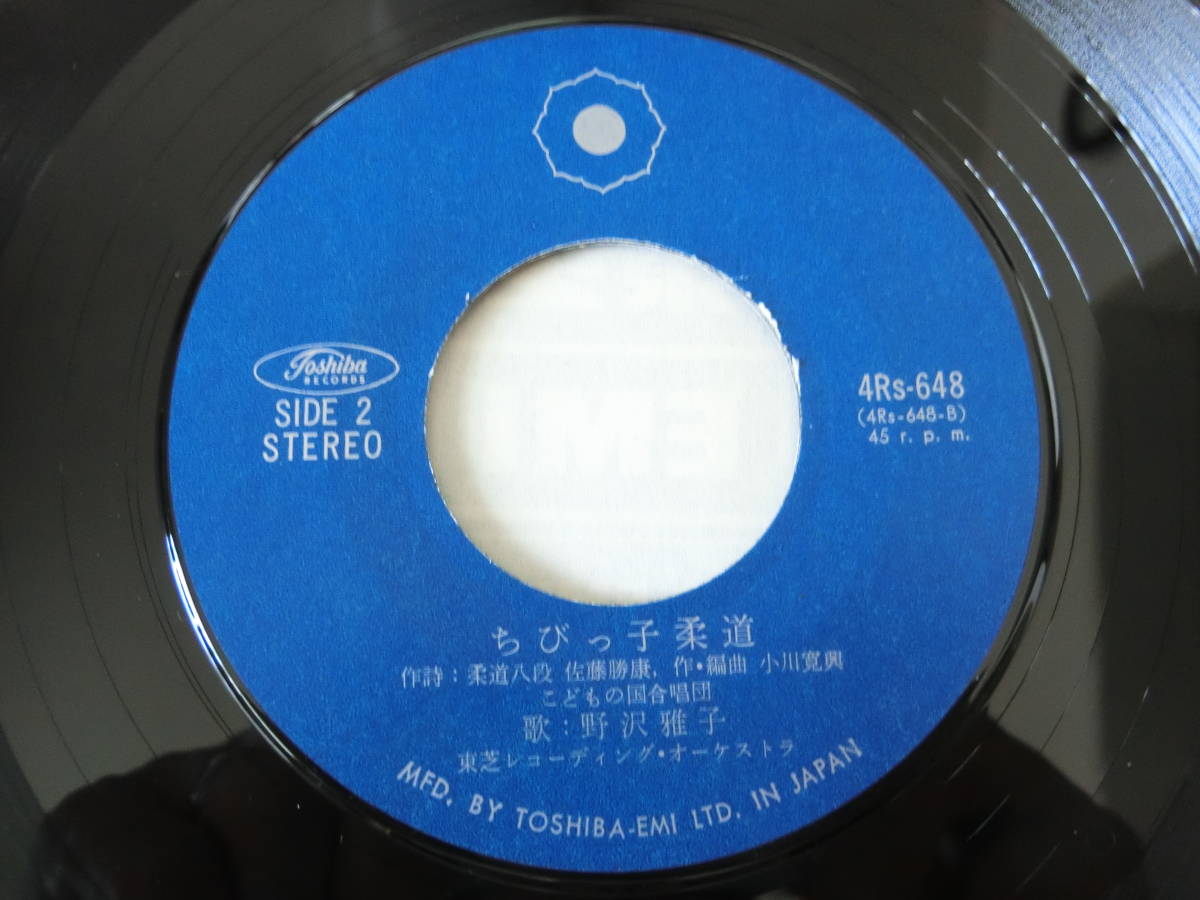 Toshiba
RECORDS
SIDE 2
STEREO
4Rs-648
(4Rs-648-B)
45 r. p. m.
ちびっ子柔道
作詩:柔道八段 佐藤勝康, 作・編曲 小川寛興
こどもの国合唱団
歌:野沢雅子
東芝レコーディング・オーケストラ
MFD. BY TOSHIBA-EMI LTD. IN JAPAN